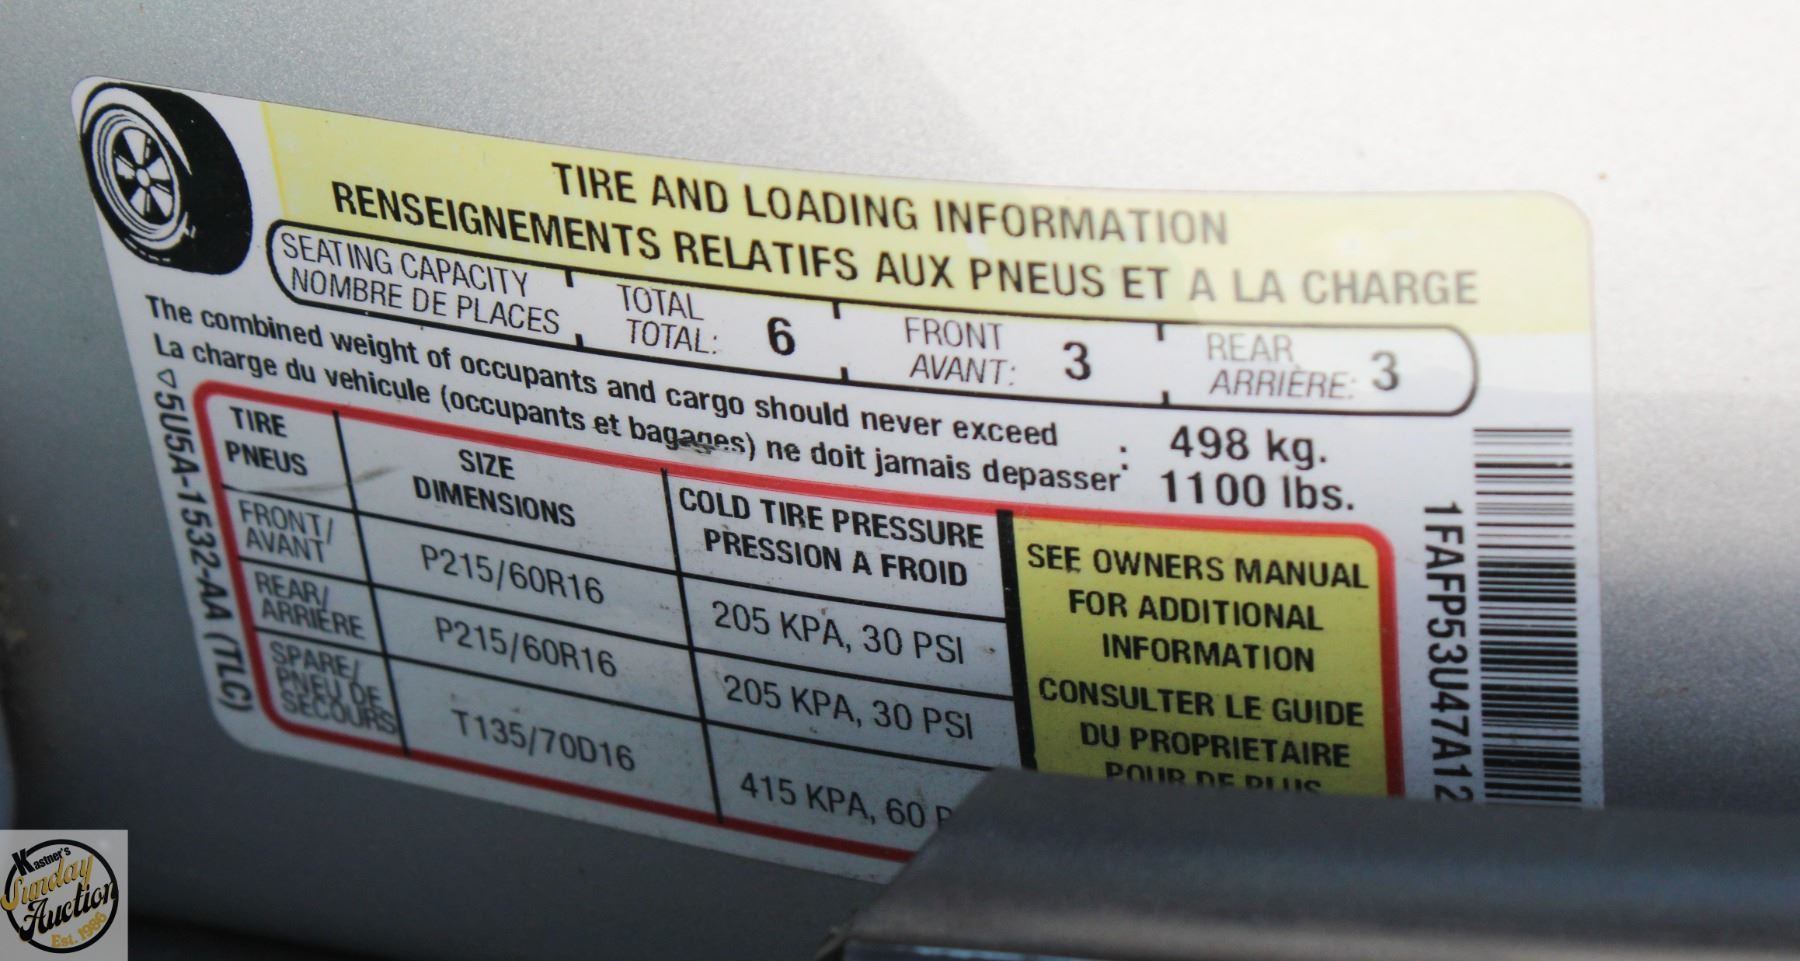 TIRE AND LOADING INFORMATION
RENSEIGNEMENTS RELATIFS AUX PNEUS ET A LA CHARGE
SEATING CAPACITY TOTAL FRONT REAR
NOMBRE DE PLACES TOTAL: 6 AVANT: 3 ARRIÈRE: 3
The combined weight of occupants and cargo should never exceed : 498 kg.
La charge du vehicule (occupants et bagages) ne doit jamais depasser : 1100 lbs.
TIRE
PNEUS
SIZE
DIMENSIONS
COLD TIRE PRESSURE
PRESSION A FROID
FRONT/
AVANT
P215/60R16
205 KPA, 30 PSI
REAR/
ARRIERE
P215/60R16
205 KPA, 30 PSI
SPARE/
PNEU DE
SECOURS
T135/70D16
415 KPA, 60
SEE OWNERS MANUAL
FOR ADDITIONAL
INFORMATION
CONSULTER LE GUIDE
DU PROPRIETAIRE
POUR DE PLUS
5U5A-1532-AA (TLC)
1FAFP53U47A12
Kastner's
Sunday
Auction
Est. 1986